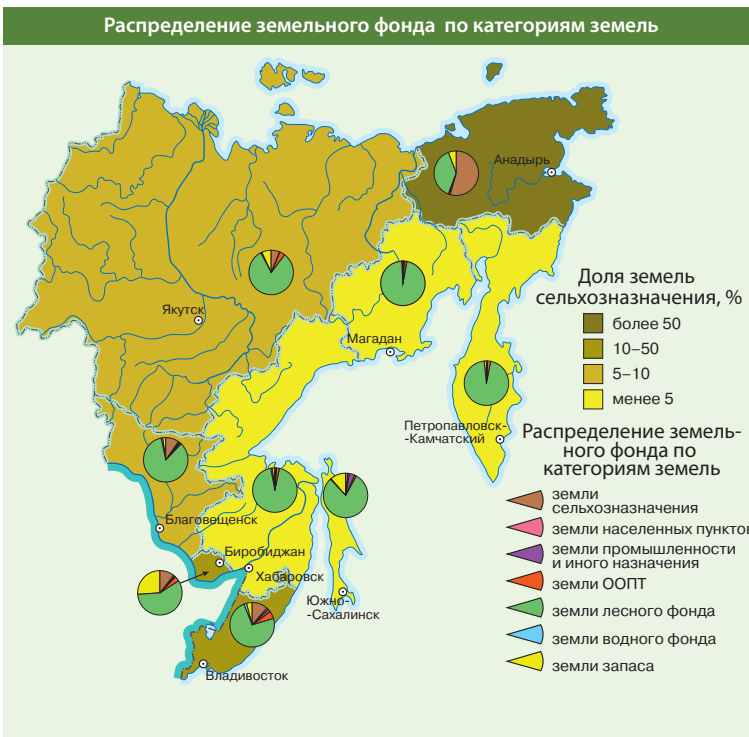 Распределение земельного фонда по категориям земель
Анадырь
Якутск
Магадан
Петропавловск-
-Камчатский
Благовещенск
Биробиджан
Хабаровск
Южно-
-Сахалинск
Владивосток
Доля земель
сельхозназначения, %
более 50
10–50
5–10
менее 5
Распределение земель-
ного фонда по
категориям земель
земли
сельхозназначения
земли населенных пунктов
земли промышленности
и иного назначения
земли ООПТ
земли лесного фонда
земли водного фонда
земли запаса